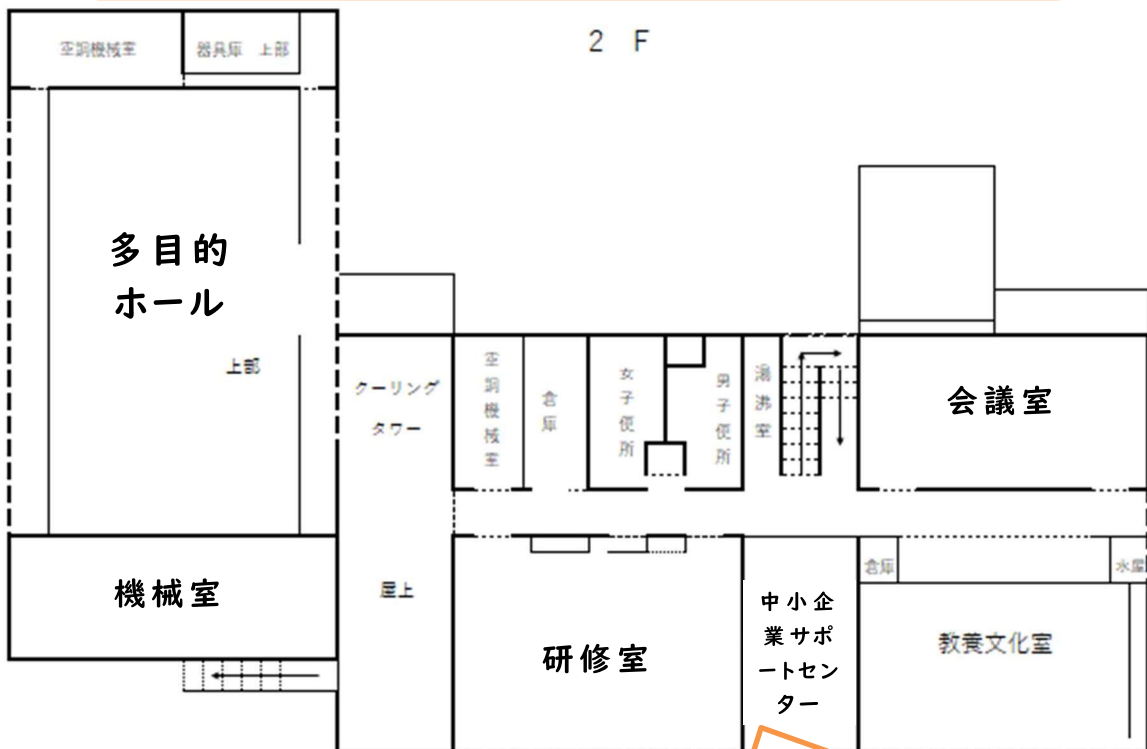 ２ Ｆ
空調機械室
器具庫 上部
多目的
ホール
上部
クーリング
タワー
空調機械室
倉庫
女子便所
男子便所
湯沸室
会議室
機械室
屋上
研修室
中小企
業サポ
ートセン
ター
倉庫
水屋
教養文化室